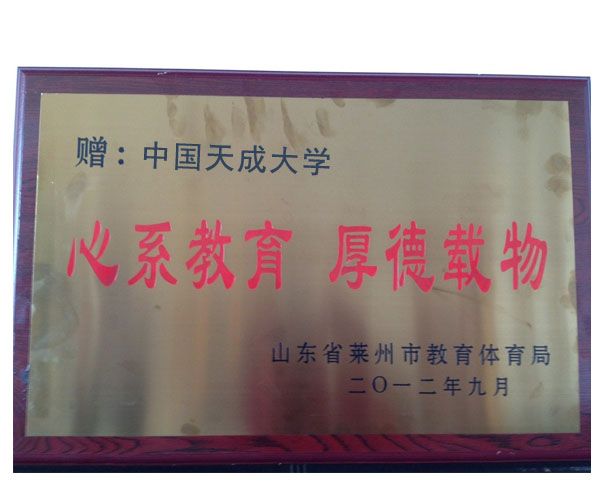 赠：中国天成大学
心系教育 厚德载物
山东省莱州市教育体育局
二〇一二年九月